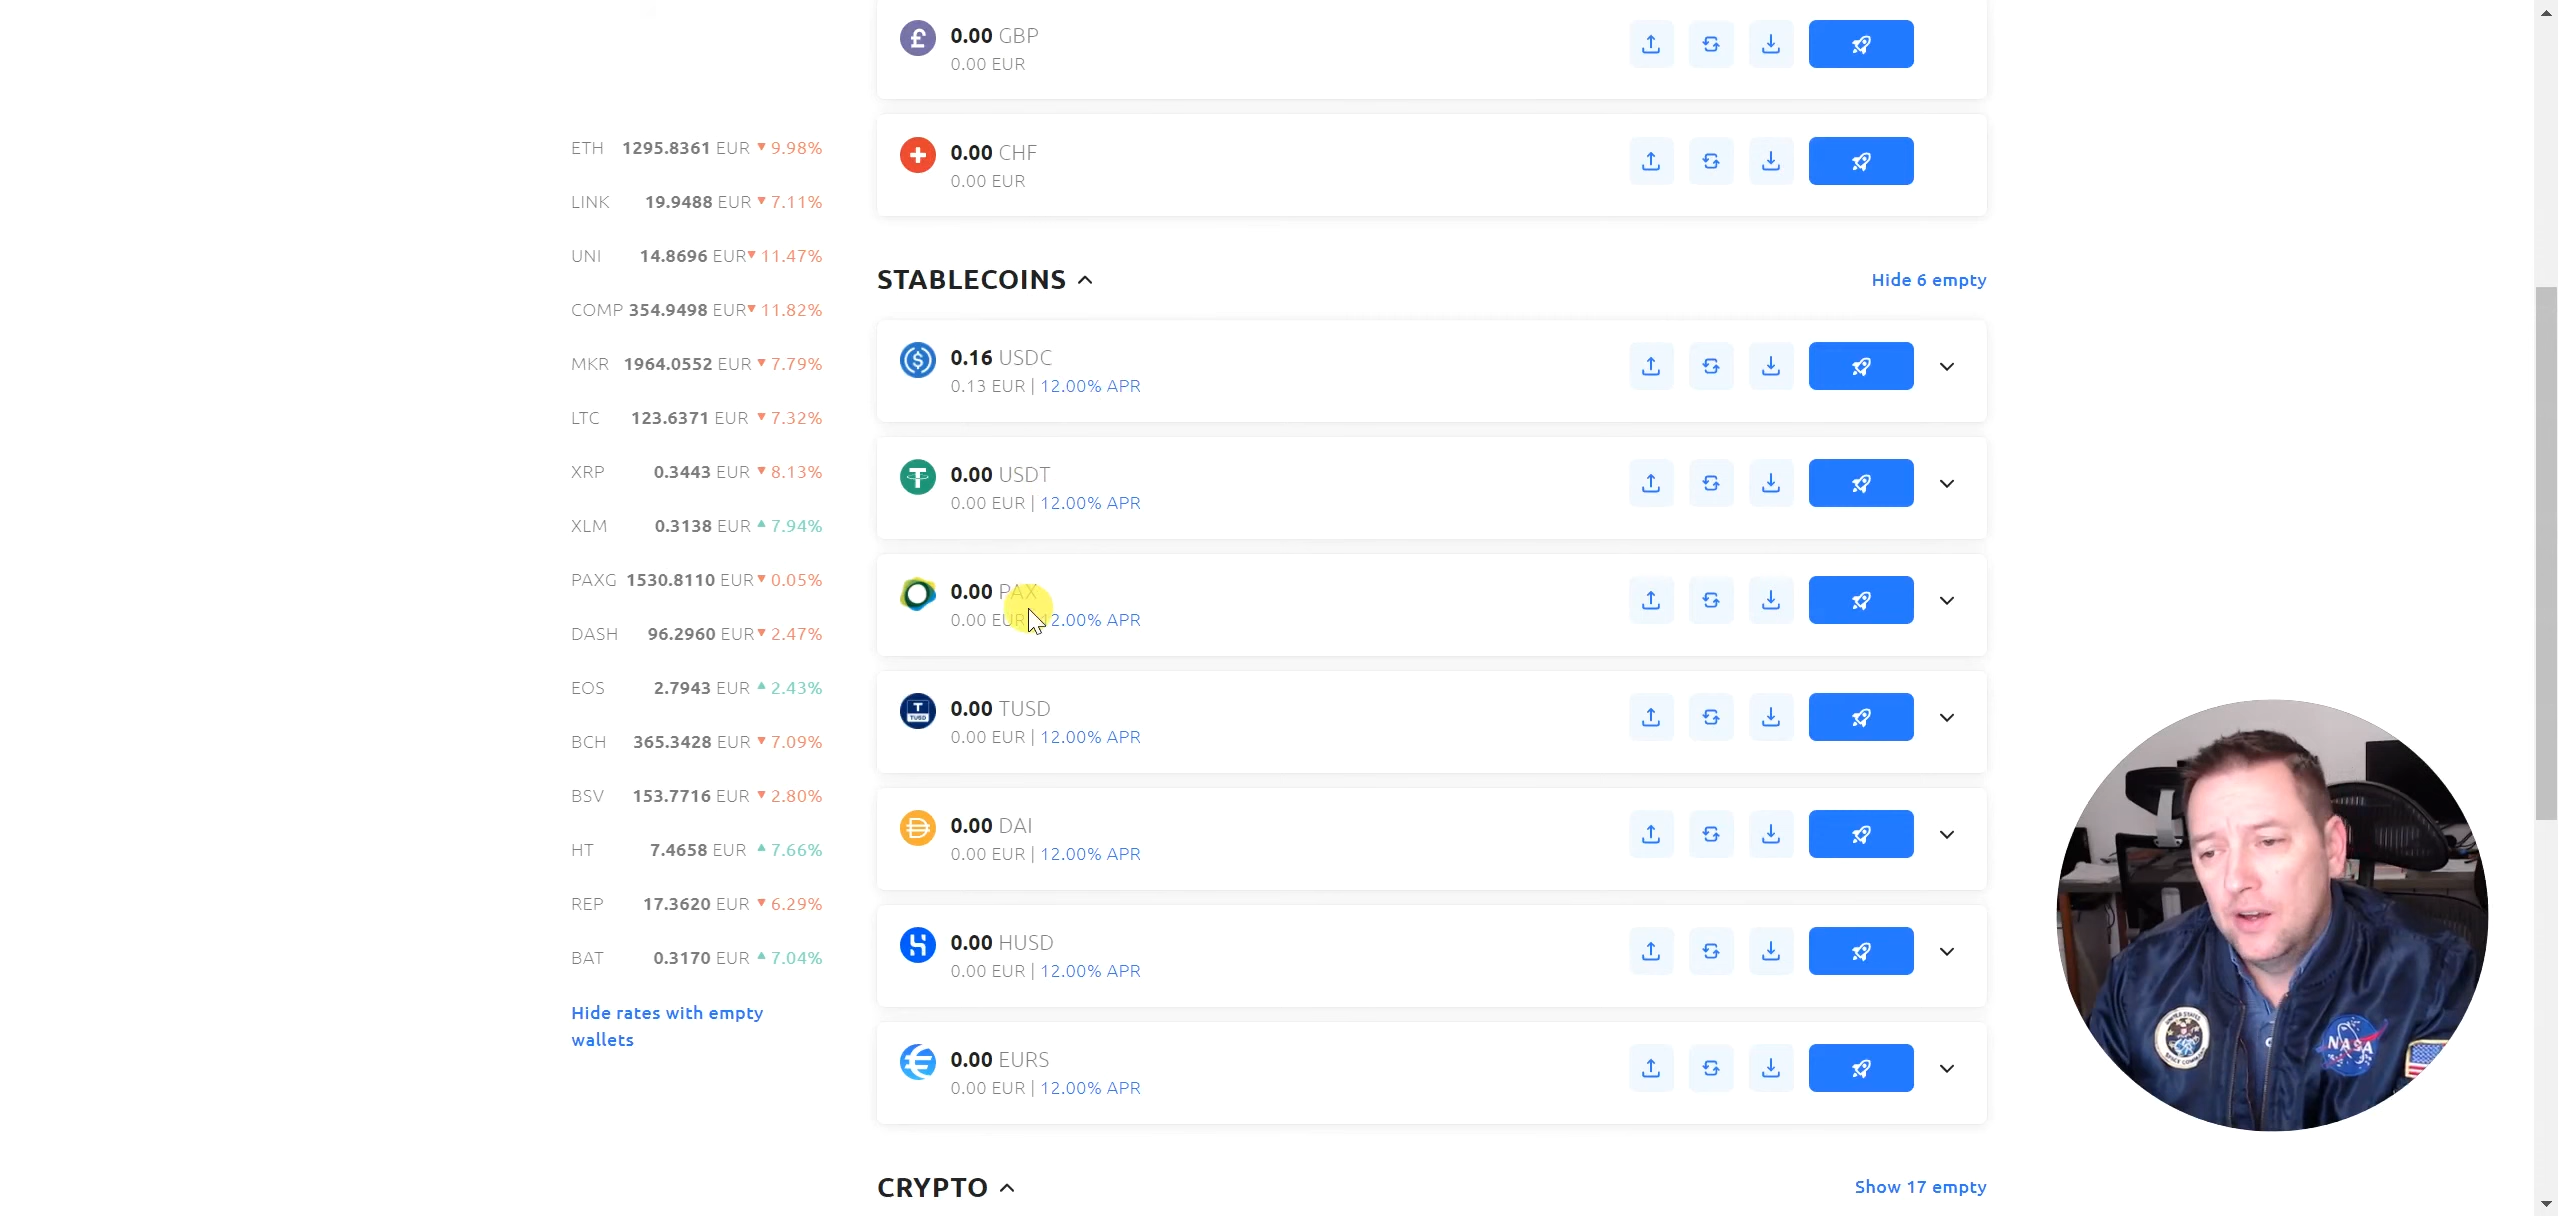 0.00 GBP
0.00 EUR
0.00 CHF
0.00 EUR
ETH 1295.8361 EUR ▼ 9.98%
LINK 19.9488 EUR ▼ 7.11%
UNI 14.8696 EUR ▼ 11.47%
COMP 354.9498 EUR ▼ 11.82%
MKR 1964.0552 EUR ▼ 7.79%
LTC 123.6371 EUR ▼ 7.32%
XRP 0.3443 EUR ▼ 8.13%
XLM 0.3138 EUR ▲ 7.94%
PAXG 1530.8110 EUR ▼ 0.05%
DASH 96.2960 EUR ▼ 2.47%
EOS 2.7943 EUR ▲ 2.43%
BCH 365.3428 EUR ▼ 7.09%
BSV 153.7716 EUR ▼ 2.80%
HT 7.4658 EUR ▲ 7.66%
REP 17.3620 EUR ▼ 6.29%
BAT 0.3170 EUR ▲ 7.04%
Hide rates with empty
wallets
STABLECOINS
Hide 6 empty
0.16 USDC
0.13 EUR | 12.00% APR
0.00 USDT
0.00 EUR | 12.00% APR
0.00 PAX
0.00 EUR 12.00% APR
0.00 TUSD
0.00 EUR | 12.00% APR
0.00 DAI
0.00 EUR | 12.00% APR
0.00 HUSD
0.00 EUR | 12.00% APR
0.00 EURS
0.00 EUR | 12.00% APR
CRYPTO
Show 17 empty
NASA